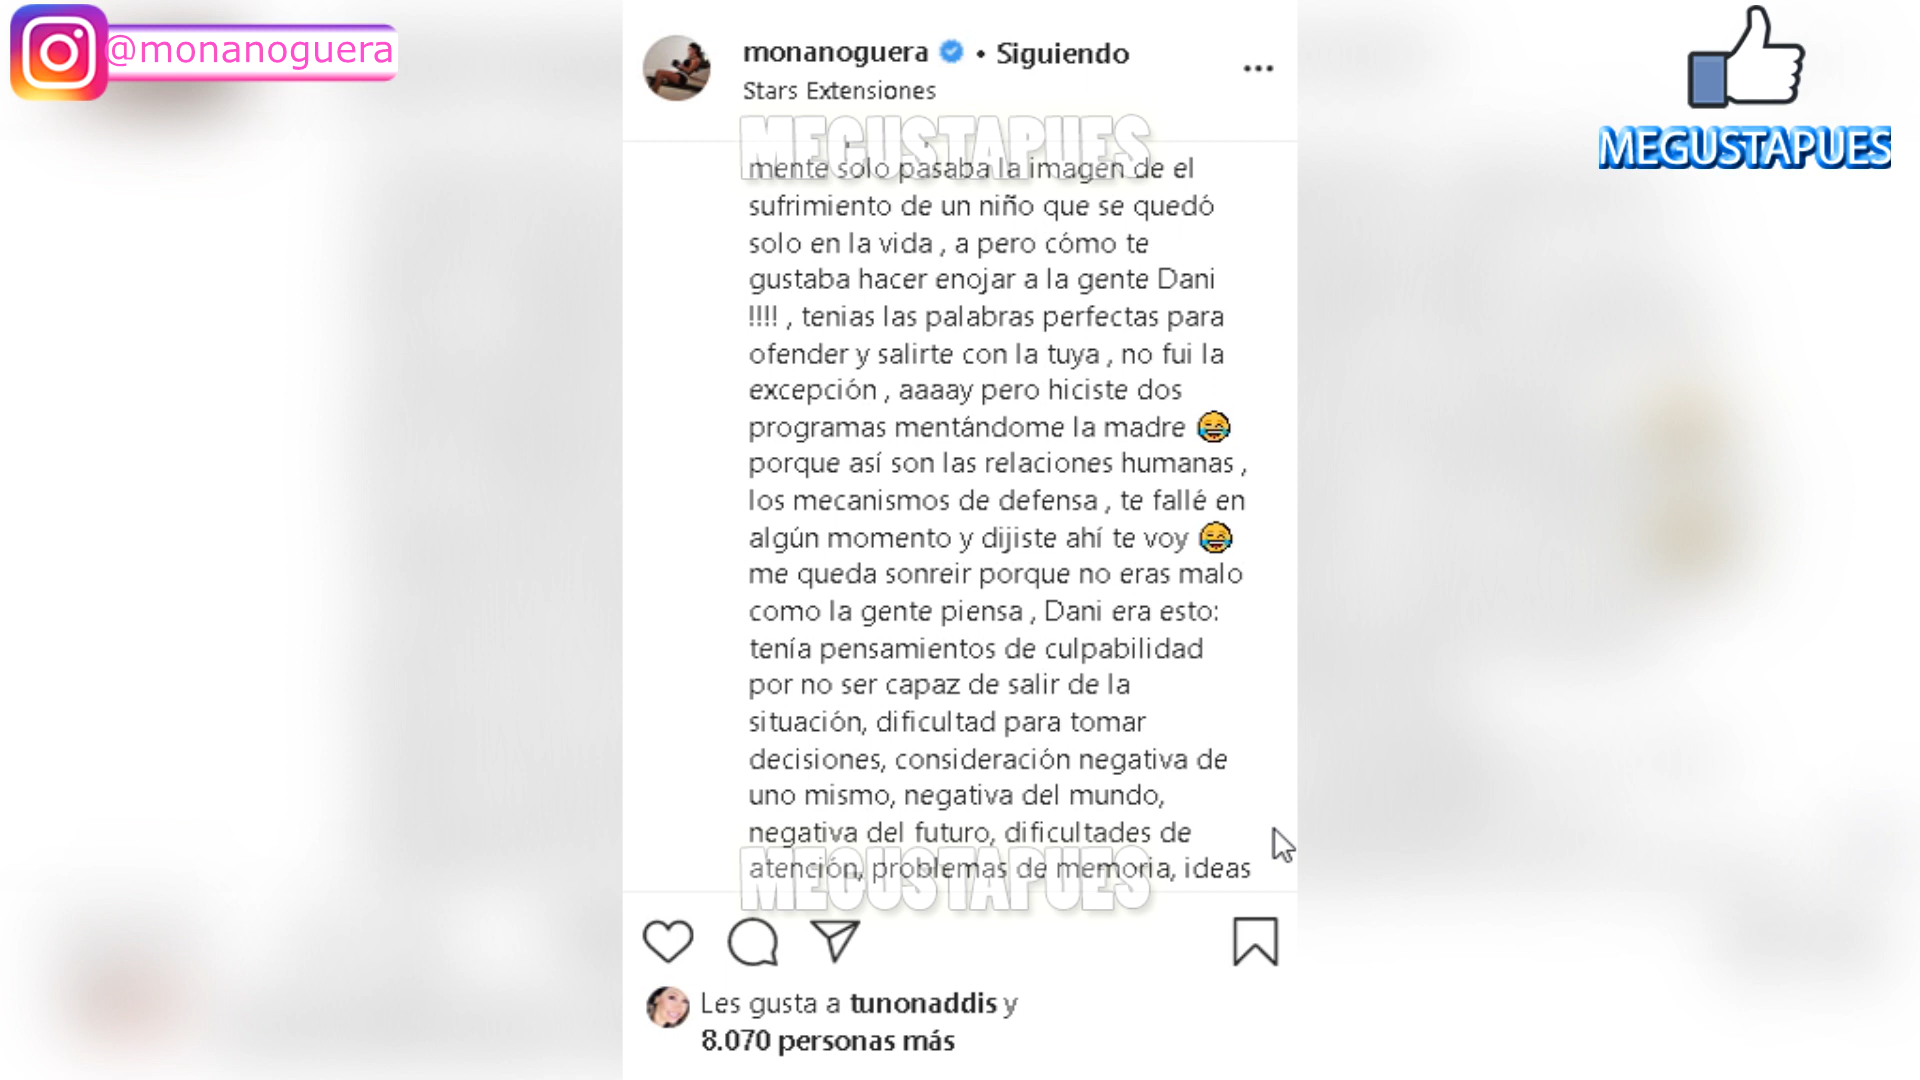 @monanoguera
monanoguera • Siguiendo
Stars Extensiones
MEGUSTAPUES
MEGUSTAPUES
mente solo pasaba la imagen de el
sufrimiento de un niño que se quedó
solo en la vida , a pero cómo te
gustaba hacer enojar a la gente Dani
!!!! , tenias las palabras perfectas para
ofender y salirte con la tuya , no fui la
excepción , aaaay pero hiciste dos
programas mentándome la madre 😂
porque así son las relaciones humanas ,
los mecanismos de defensa , te fallé en
algún momento y dijiste ahí te voy 😂
me queda sonreir porque no eras malo
como la gente piensa , Dani era esto:
tenía pensamientos de culpabilidad
por no ser capaz de salir de la
situación, dificultad para tomar
decisiones, consideración negativa de
uno mismo, negativa del mundo,
negativa del futuro, dificultades de
atención, problemas de memoria, ideas
MEGUSTAPUES
Les gusta a tunonaddis y
8.070 personas más